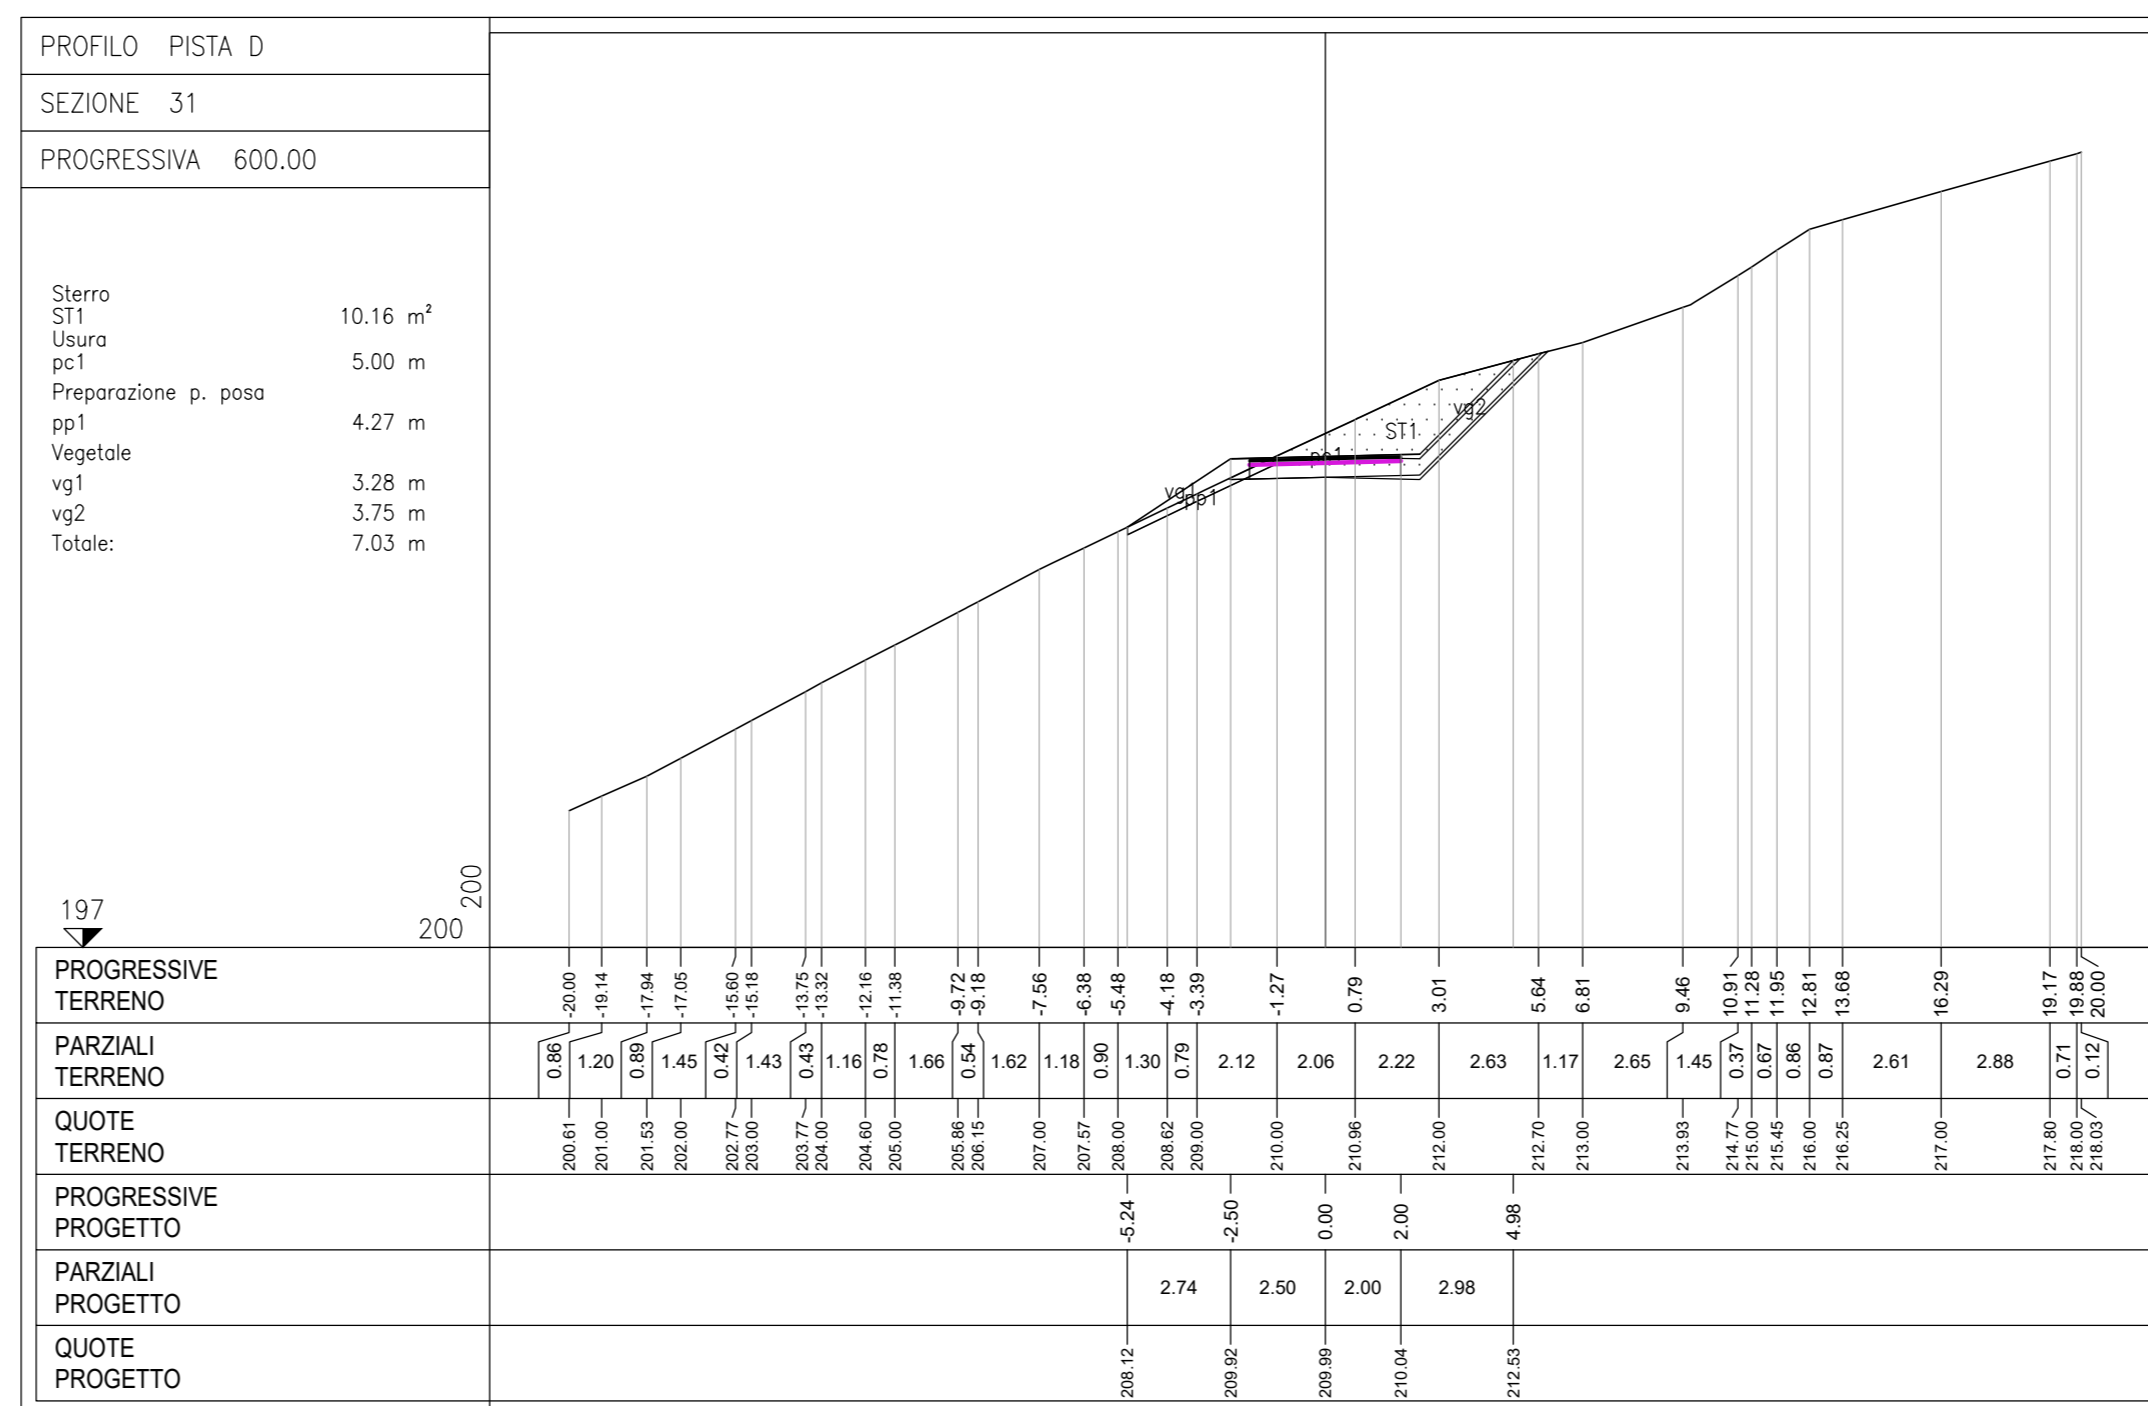 PROFILO PISTA D
SEZIONE 31
PROGRESSIVA 600.00
Sterro
ST1 10.16 m²
Usura
pc1 5.00 m
Preparazione p. posa
pp1 4.27 m
Vegetale
vg1 3.28 m
vg2 3.75 m
Totale: 7.03 m
vg2
ST1
pc1
vg1
pp1
200
197
200
PROGRESSIVE
TERRENO
-20.00 -19.14 -17.94 -17.05 -15.60 -15.18 -13.75 -13.32 -12.16 -11.38 -9.72 -9.18 -7.56 -6.38 -5.48 -4.18 -3.39 -1.27 0.79 3.01 5.64 6.81 9.46 10.91 11.28 11.95 12.81 13.68 16.29 19.17 19.88 20.00
PARZIALI
TERRENO
0.86 1.20 0.89 1.45 0.42 1.43 0.43 1.16 0.78 1.66 0.54 1.62 1.18 0.90 1.30 0.79 2.12 2.06 2.22 2.63 1.17 2.65 1.45 0.37 0.67 0.86 0.87 2.61 2.88 0.71 0.12
QUOTE
TERRENO
200.61 201.00 201.53 202.00 202.77 203.00 203.77 204.00 204.60 205.00 205.86 206.15 207.00 207.57 208.00 208.62 209.00 210.00 210.96 212.00 212.70 213.00 213.93 214.77 215.00 215.45 216.00 216.25 217.00 217.80 218.00 218.03
PROGRESSIVE
PROGETTO
-5.24 -2.50 0.00 2.00 4.98
PARZIALI
PROGETTO
2.74 2.50 2.00 2.98
QUOTE
PROGETTO
208.12 209.92 209.99 210.04 212.53